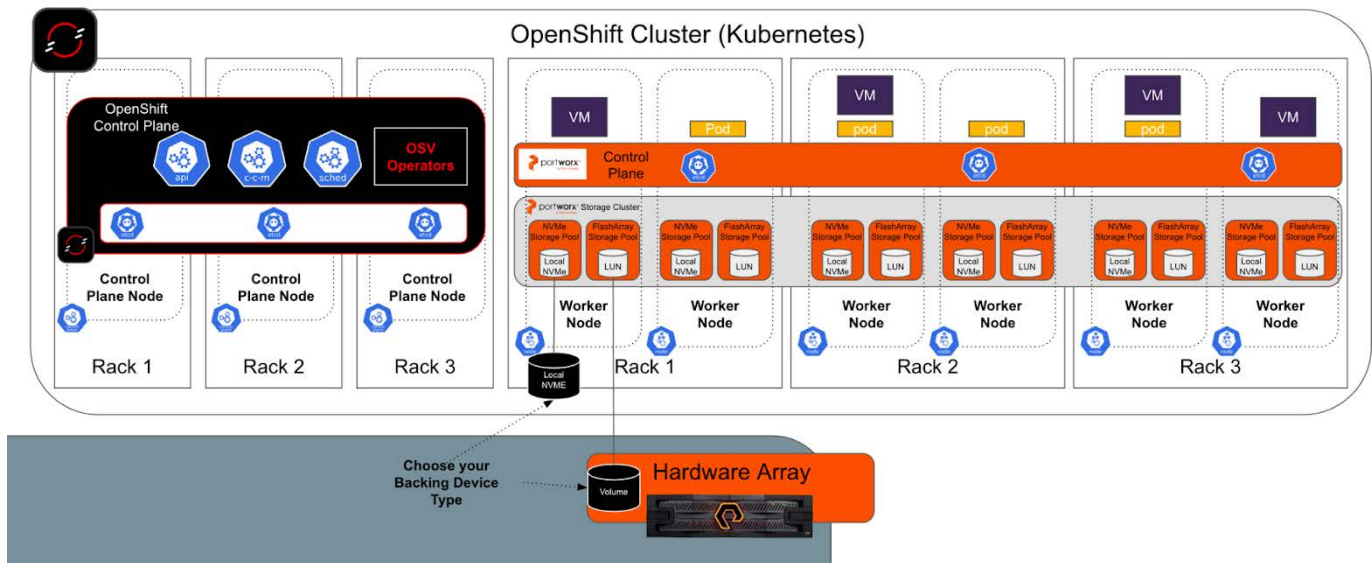 OpenShift Cluster (Kubernetes)
OpenShift
Control Plane
api
c-c-m
sched
OSV
Operators
etcd
etcd
etcd
Control
Plane Node
Control
Plane Node
Control
Plane Node
Rack 1
Rack 2
Rack 3
VM
Pod
VM
pod
pod
VM
pod
VM
portworx
Control
Plane
etcd
etcd
etcd
portworx Storage Cluster
NVMe
Storage Pool
Local
NVMe
FlashArray
Storage Pool
LUN
NVMe
Storage Pool
Local
NVMe
FlashArray
Storage Pool
LUN
NVMe
Storage Pool
Local
NVMe
FlashArray
Storage Pool
LUN
NVMe
Storage Pool
Local
NVMe
FlashArray
Storage Pool
LUN
NVMe
Storage Pool
Local
NVMe
FlashArray
Storage Pool
LUN
NVMe
Storage Pool
Local
NVMe
FlashArray
Storage Pool
LUN
Worker
Node
Worker
Node
Worker
Node
Worker
Node
Worker
Node
Worker
Node
node
node
node
node
node
node
Rack 1
Rack 2
Rack 3
Local
NVME
Choose your
Backing Device
Type
Volume
Hardware Array